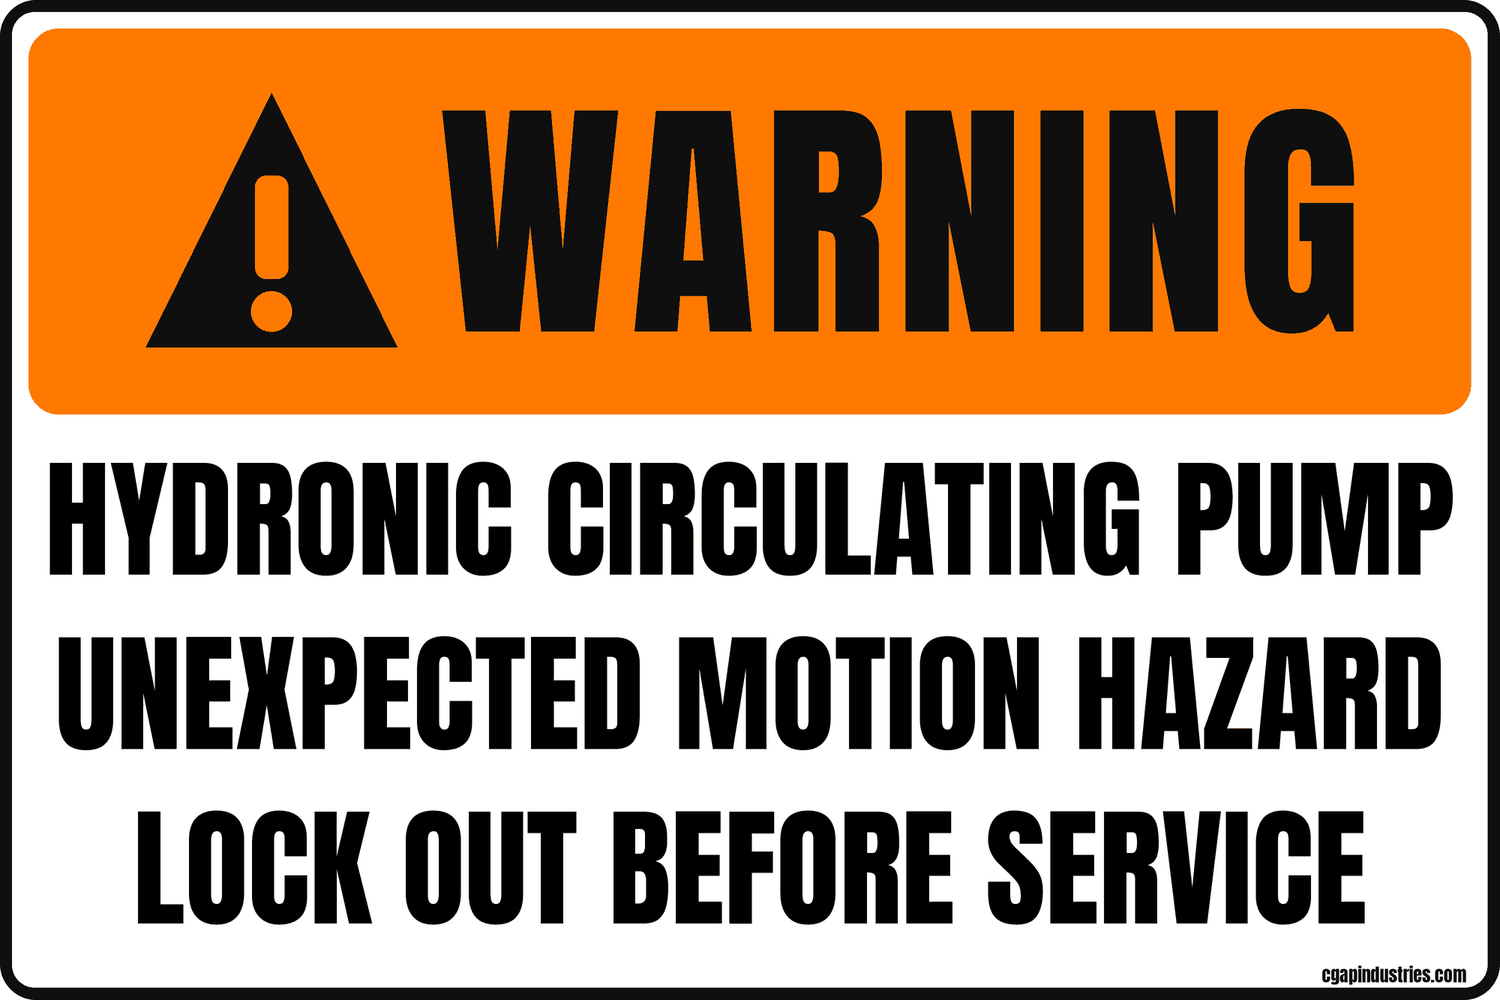 WARNING
HYDRONIC CIRCULATING PUMP
UNEXPECTED MOTION HAZARD
LOCK OUT BEFORE SERVICE
cgapindustries.com